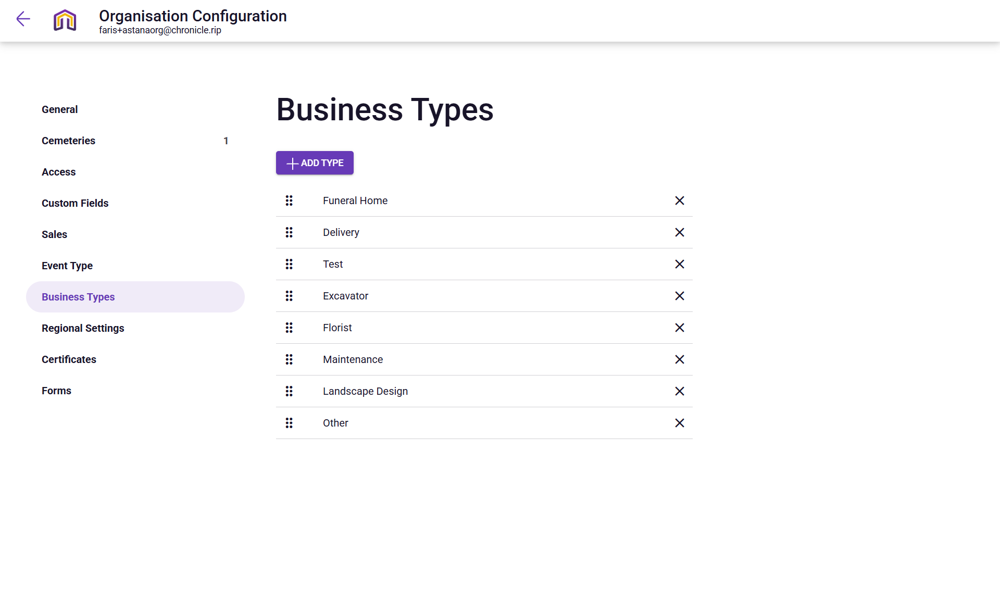 Organisation Configuration
faris+astanaorg@chronicle.rip
General
Cemeteries 1
Access
Custom Fields
Sales
Event Type
Business Types
Regional Settings
Certificates
Forms
Business Types
ADD TYPE
Funeral Home
Delivery
Test
Excavator
Florist
Maintenance
Landscape Design
Other